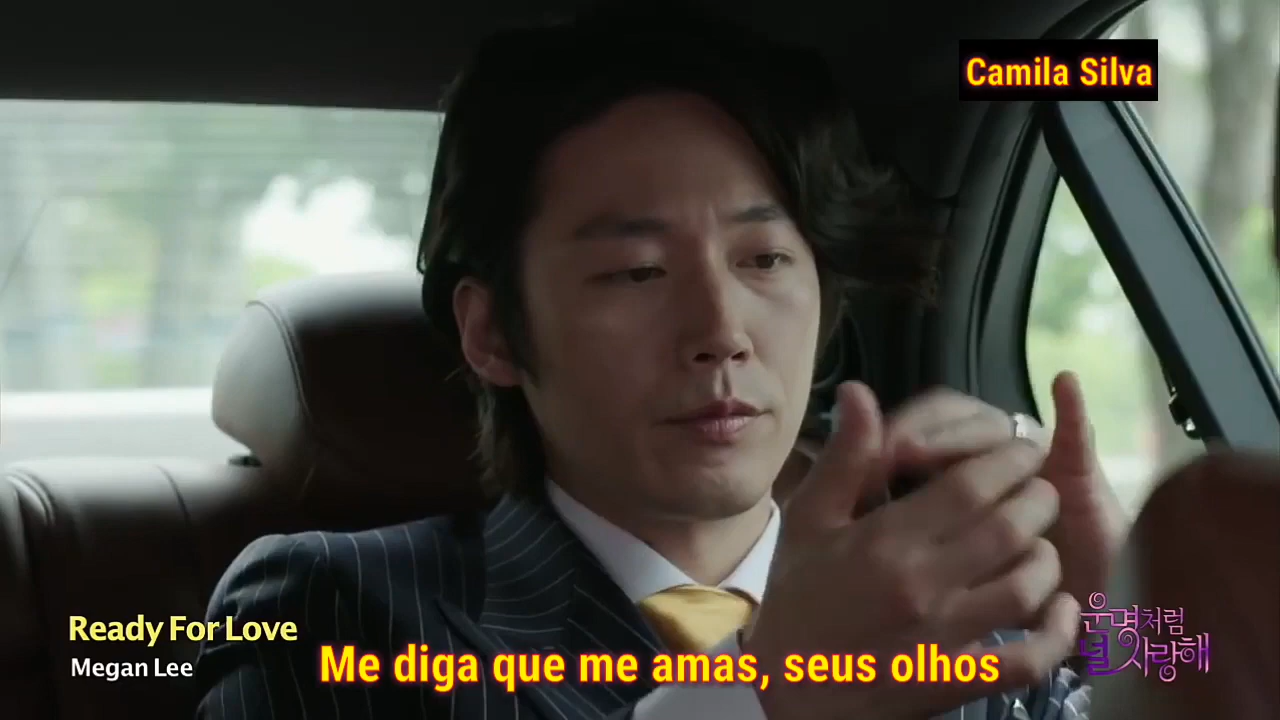 Camila Silva
Ready For Love
Megan Lee
Me diga que me amas, seus olhos
운명처럼
널 사랑해